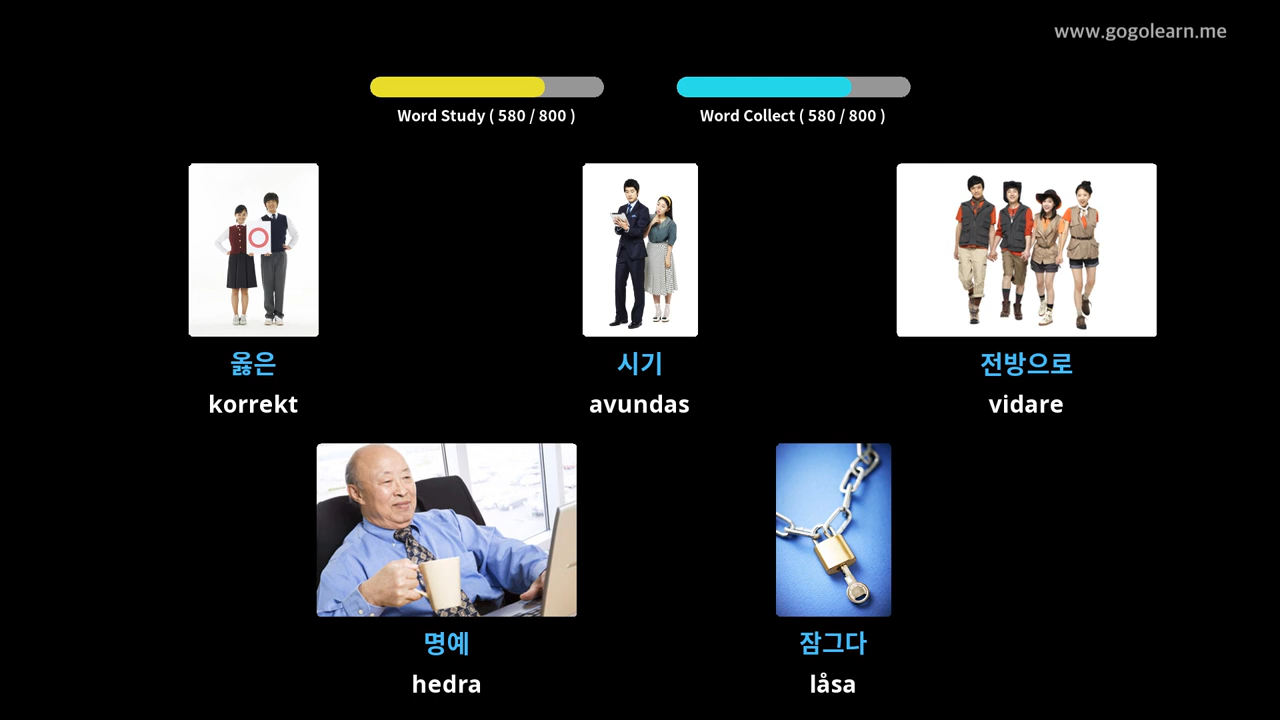 www.gogolearn.me
Word Study ( 580 / 800 )
Word Collect ( 580 / 800 )
옳은
시기
전방으로
korrekt
avundas
vidare
명예
잠그다
hedra
låsa